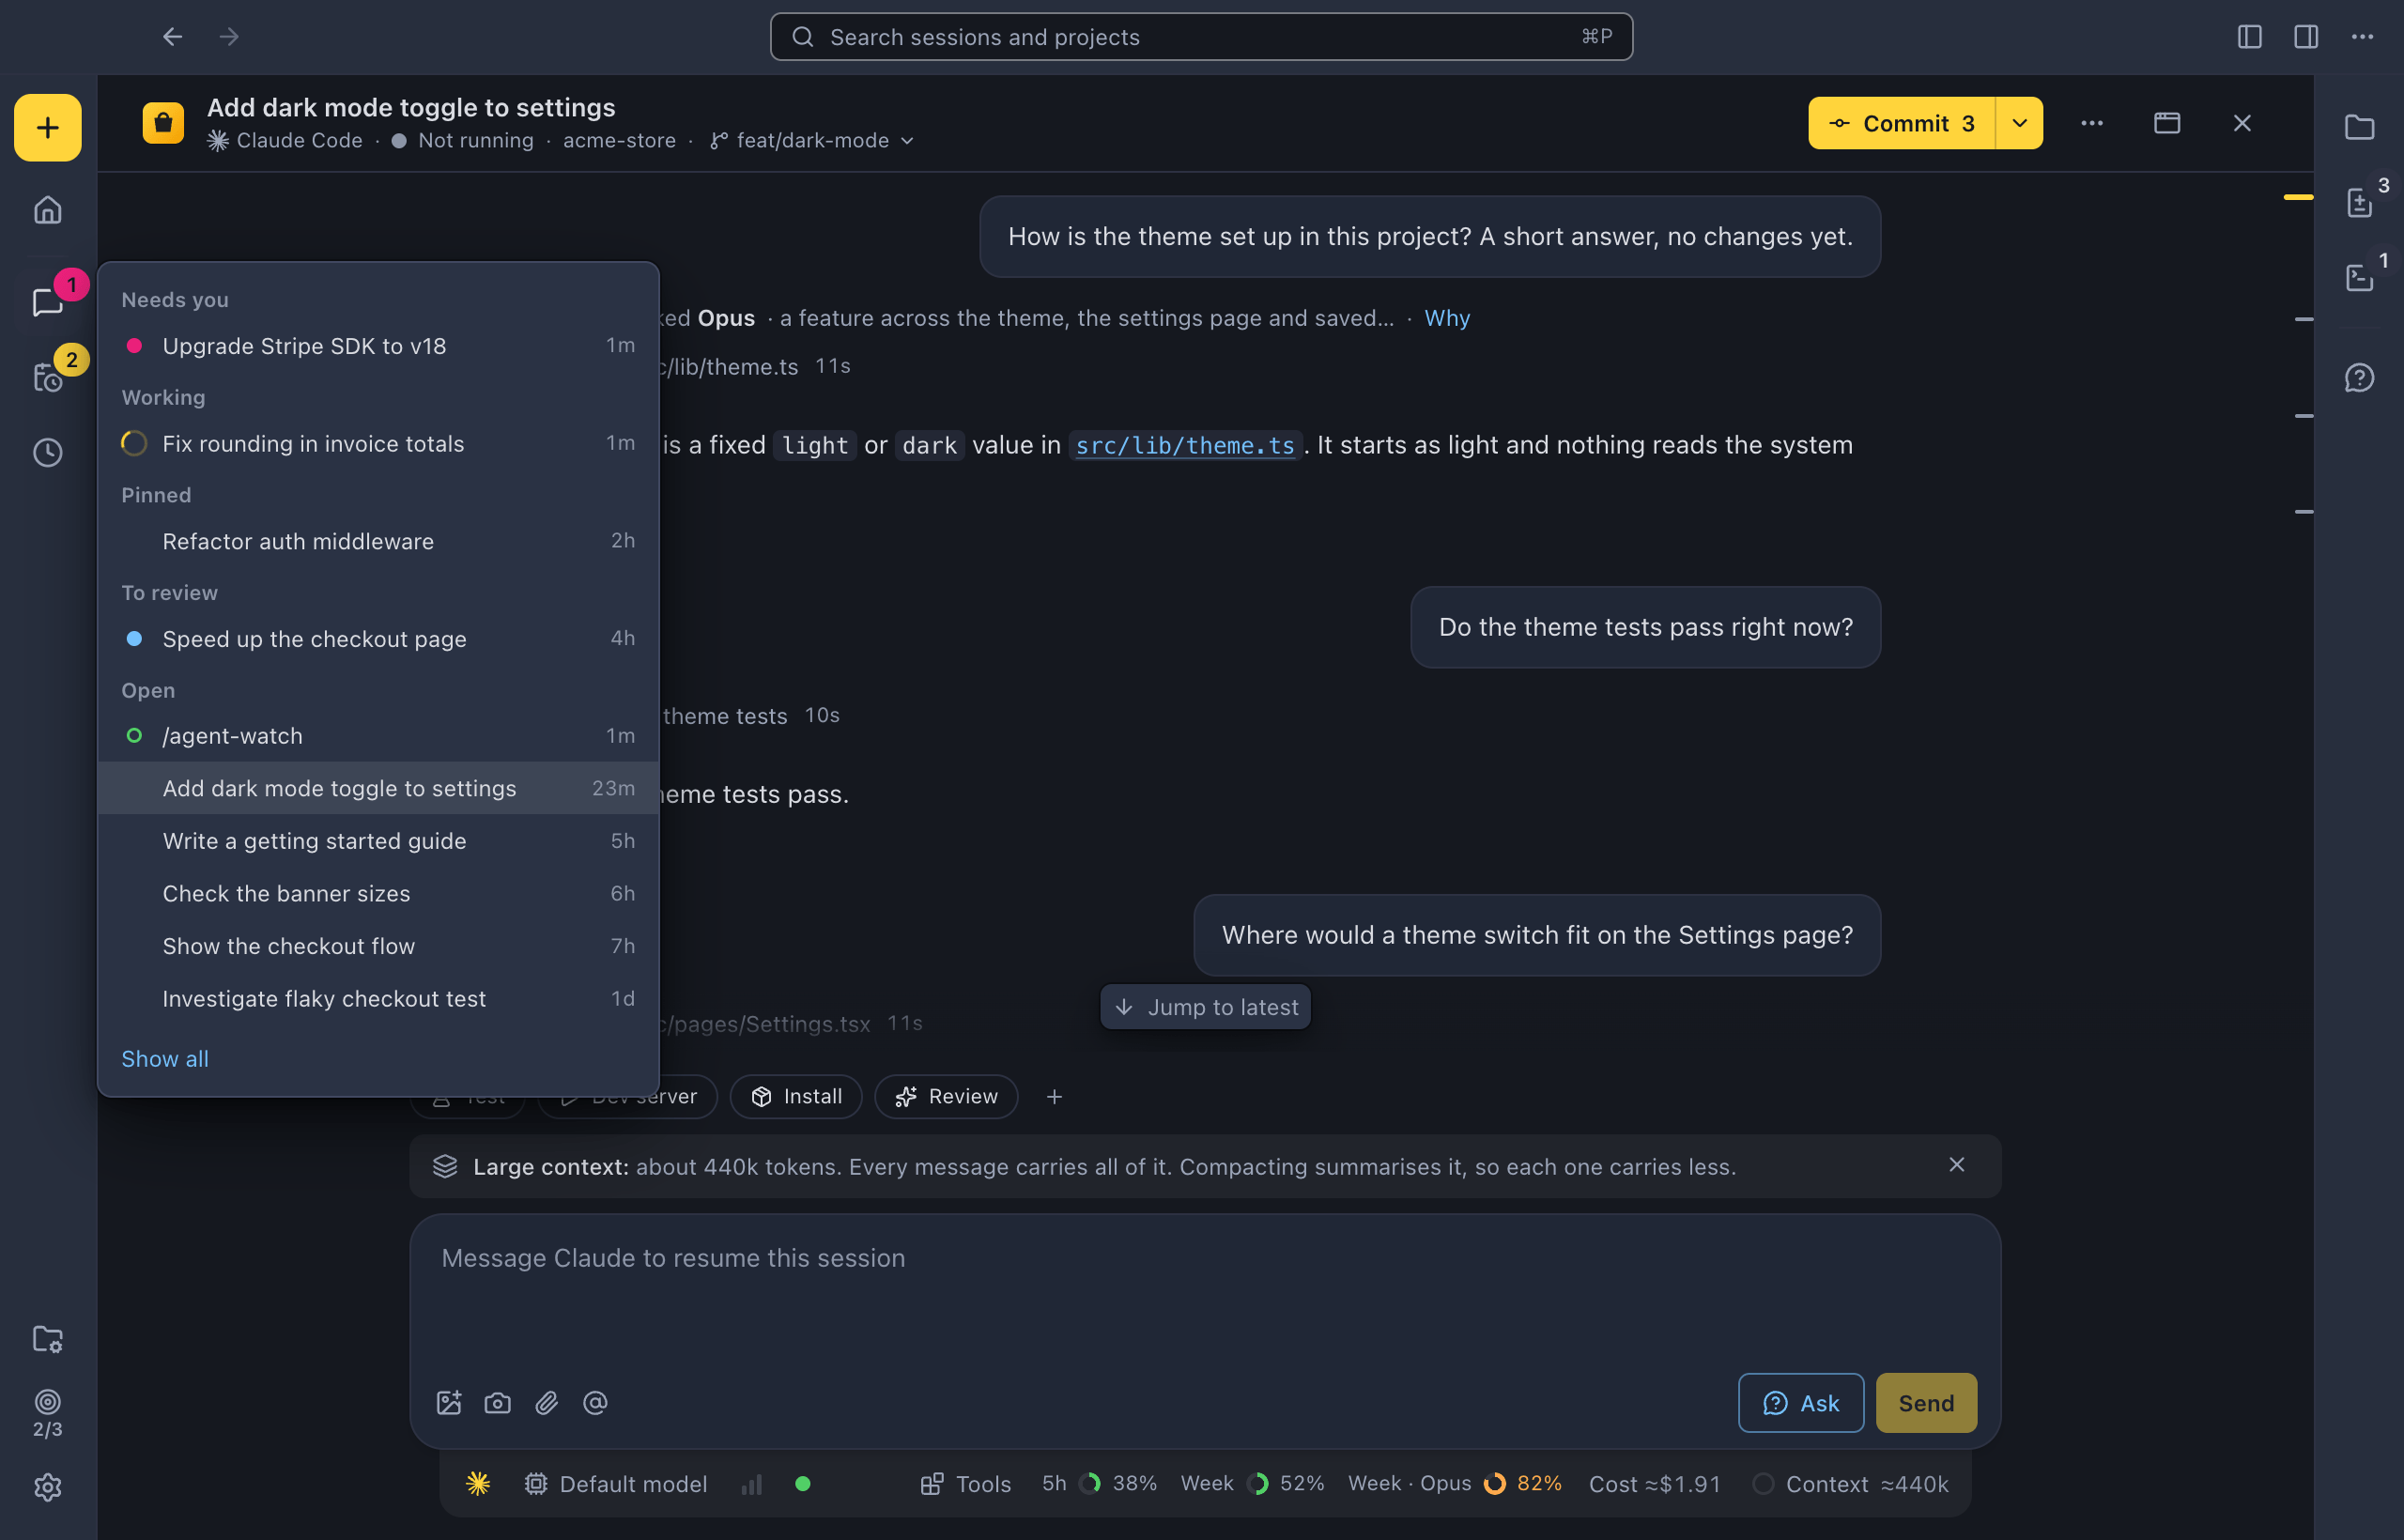 Search sessions and projects ⌘P
Add dark mode toggle to settings
Claude Code · Not running · acme-store · feat/dark-mode
Commit 3
3
1
1
2
How is the theme set up in this project? A short answer, no changes yet.
Opus · a feature across the theme, the settings page and saved... · Why
/lib/theme.ts 11s
is a fixed light or dark value in src/lib/theme.ts. It starts as light and nothing reads the system
Do the theme tests pass right now?
theme tests 10s
tests pass.
Where would a theme switch fit on the Settings page?
Jump to latest
/pages/Settings.tsx 11s
Needs you
Upgrade Stripe SDK to v18 1m
Working
Fix rounding in invoice totals 1m
Pinned
Refactor auth middleware 2h
To review
Speed up the checkout page 4h
Open
/agent-watch 1m
Add dark mode toggle to settings 23m
Write a getting started guide 5h
Check the banner sizes 6h
Show the checkout flow 7h
Investigate flaky checkout test 1d
Show all
Test Dev server Install Review
Large context: about 440k tokens. Every message carries all of it. Compacting summarises it, so each one carries less.
Message Claude to resume this session
Ask Send
2/3
Default model Tools 5h 38% Week 52% Week · Opus 82% Cost ≈$1.91 Context ≈440k